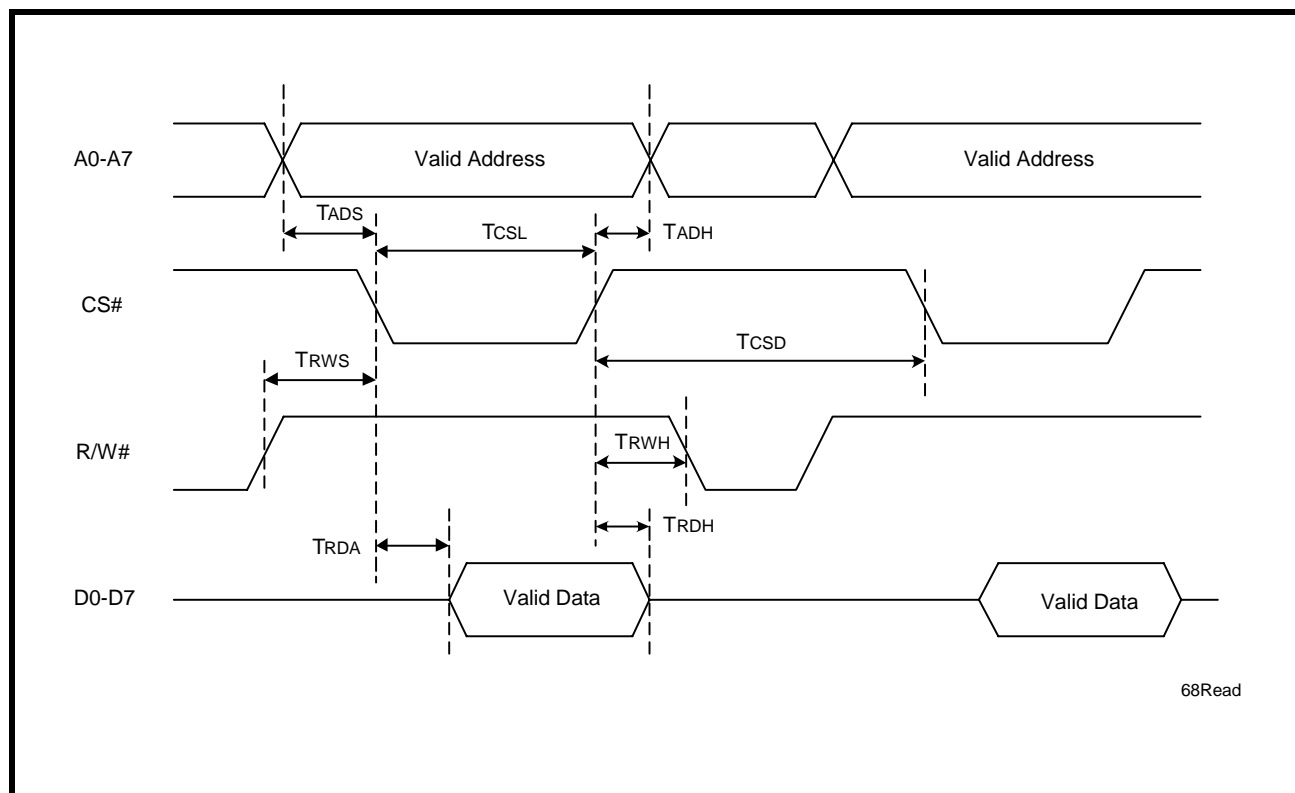 A0-A7
Valid Address
Valid Address
TADS
TCSL
TADH
CS#
TCSD
TRWS
R/W#
TRWH
TRDH
TRDA
D0-D7
Valid Data
Valid Data
68Read